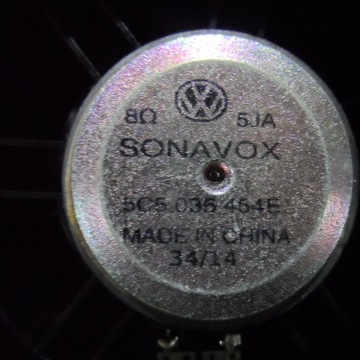 8Ω 5JA
SONAVOX
5C5 035 454E
MADE IN CHINA
34/14